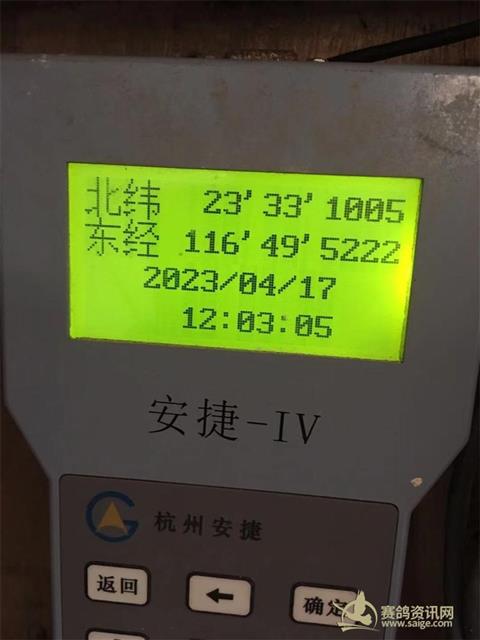 北纬 23'33'1005
东经 116'49'5222
2023/04/17
12:03:05
安捷-IV
杭州安捷
返回 ← 确定
赛鸽资讯网
www.saige.com